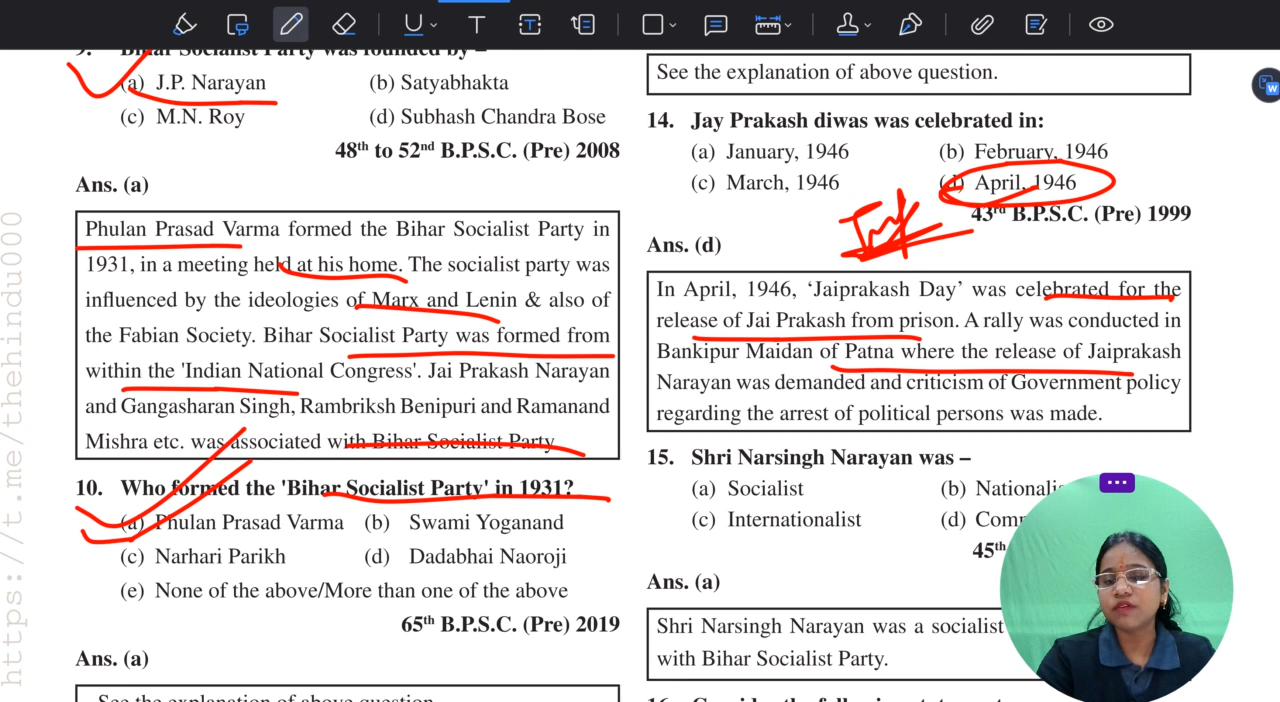 9. Bihar Socialist Party was founded by –
(a) J.P. Narayan (b) Satyabhakta
(c) M.N. Roy (d) Subhash Chandra Bose
48th to 52nd B.P.S.C. (Pre) 2008
Ans. (a)
Phulan Prasad Varma formed the Bihar Socialist Party in
1931, in a meeting held at his home. The socialist party was
influenced by the ideologies of Marx and Lenin & also of
the Fabian Society. Bihar Socialist Party was formed from
within the 'Indian National Congress'. Jai Prakash Narayan
and Gangasharan Singh, Rambriksh Benipuri and Ramanand
Mishra etc. was associated with Bihar Socialist Party
10. Who formed the 'Bihar Socialist Party' in 1931?
(a) Phulan Prasad Varma (b) Swami Yoganand
(c) Narhari Parikh (d) Dadabhai Naoroji
(e) None of the above/More than one of the above
65th B.P.S.C. (Pre) 2019
Ans. (a)
See the explanation of above question
See the explanation of above question.
14. Jay Prakash diwas was celebrated in:
(a) January, 1946 (b) February, 1946
(c) March, 1946 (d) April, 1946
43rd B.P.S.C. (Pre) 1999
Ans. (d)
In April, 1946, ‘Jaiprakash Day’ was celebrated for the
release of Jai Prakash from prison. A rally was conducted in
Bankipur Maidan of Patna where the release of Jaiprakash
Narayan was demanded and criticism of Government policy
regarding the arrest of political persons was made.
15. Shri Narsingh Narayan was –
(a) Socialist (b)
(c) Internationalist (d)
45th
Ans. (a)
Shri Narsingh Narayan was a socialist
with Bihar Socialist Party.
https://t.me/thehindu000